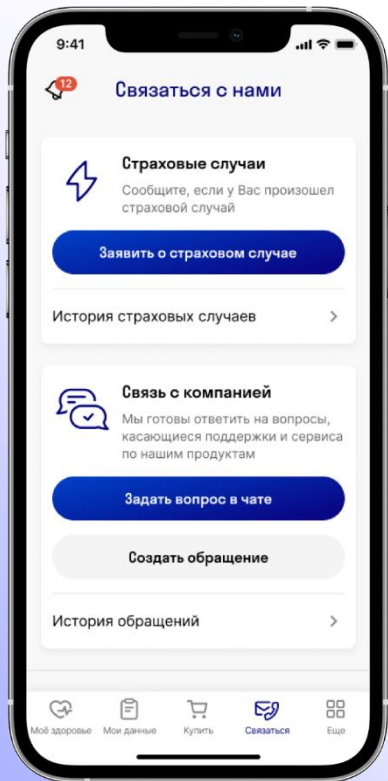 9:41
12
Связаться с нами
Страховые случаи
Сообщите, если у Вас произошел
страховой случай
Заявить о страховом случае
История страховых случаев
Связь с компанией
Мы готовы ответить на вопросы,
касающиеся поддержки и сервиса
по нашим продуктам
Задать вопрос в чате
Создать обращение
История обращений
Моё здоровье Мои данные Купить Связаться Еще